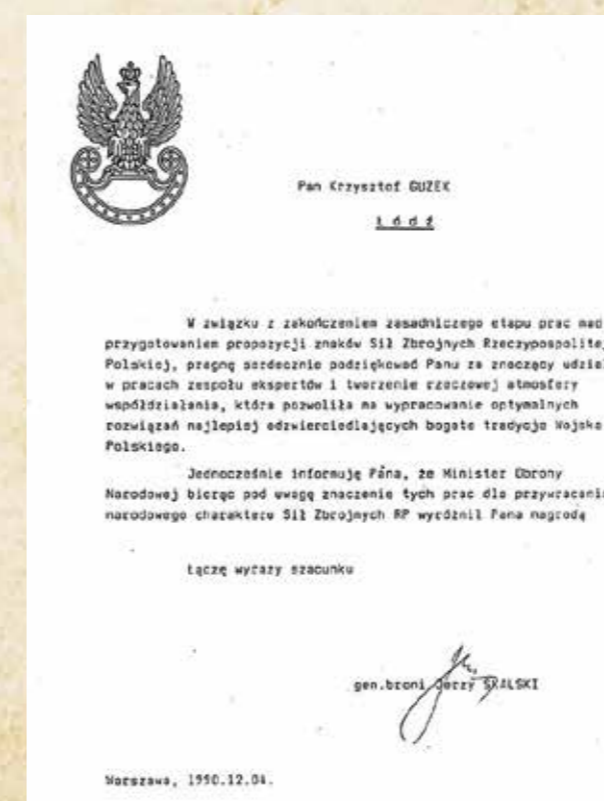 Pan Krzysztof GUZEK
Ł ó d ź
W związku z zakończeniem zasadniczego etapu prac nad
przygotowaniem propozycji znaków Sił Zbrojnych Rzeczypospolitej
Polskiej, pragnę serdecznie podziękować Panu za znaczący udział
w pracach zespołu ekspertów i tworzenie rzeczowej atmosfery
współdziałania, która pozwoliła na wypracowanie optymalnych
rozwiązań najlepiej odzwierciedlających bogate tradycje Wojska
Polskiego.
Jednocześnie informuję Pana, że Minister Obrony
Narodowej biorąc pod uwagę znaczenie tych prac dla przywracania
narodowego charakteru Sił Zbrojnych RP wyróżnił Pana nagrodą
Łączę wyrazy szacunku
gen.broni Jerzy SKALSKI
Warszawa, 1990.12.04.